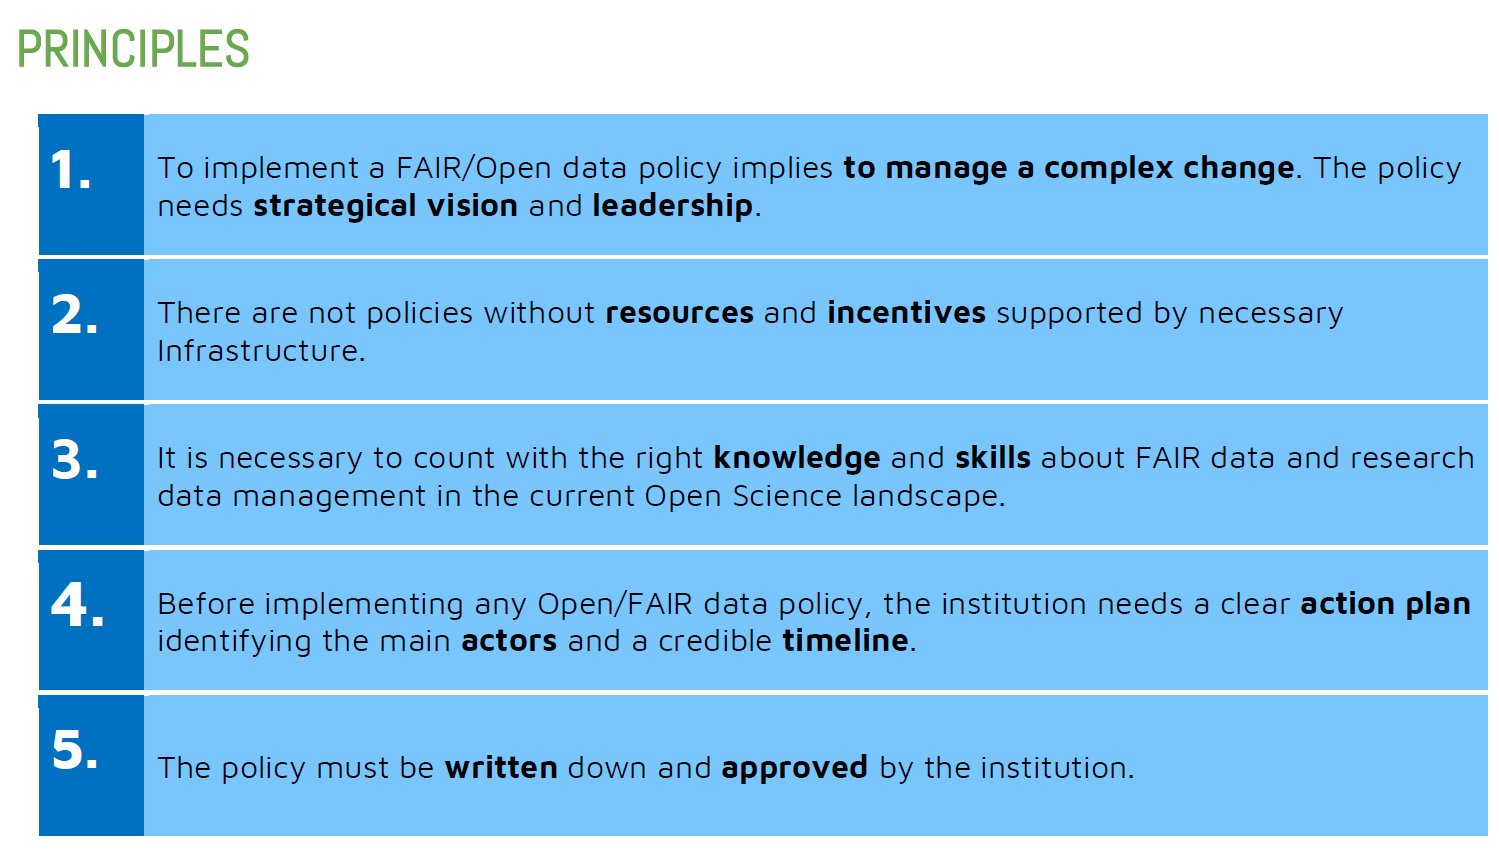 PRINCIPLES
1.
To implement a FAIR/Open data policy implies to manage a complex change. The policy
needs strategical vision and leadership.
2.
There are not policies without resources and incentives supported by necessary
Infrastructure.
3.
It is necessary to count with the right knowledge and skills about FAIR data and research
data management in the current Open Science landscape.
4.
Before implementing any Open/FAIR data policy, the institution needs a clear action plan
identifying the main actors and a credible timeline.
5.
The policy must be written down and approved by the institution.